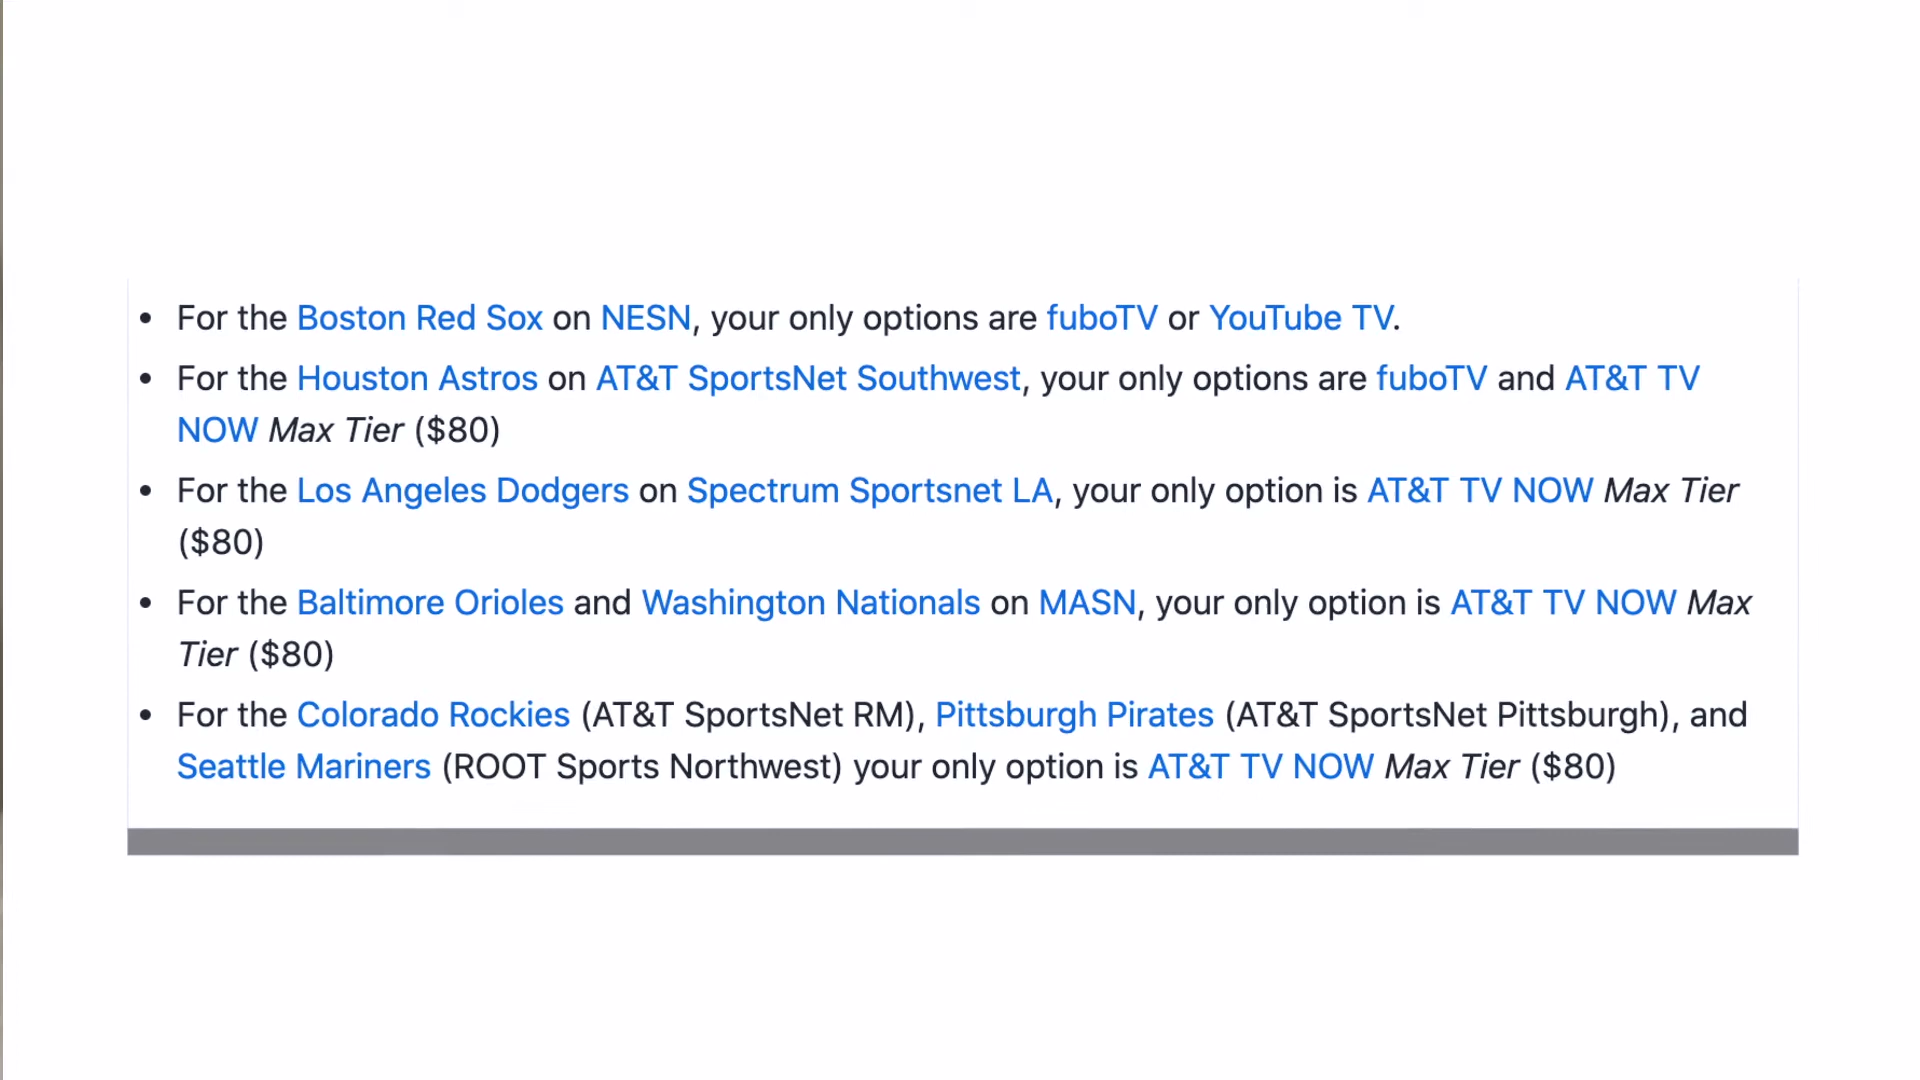 • For the Boston Red Sox on NESN, your only options are fuboTV or YouTube TV.
• For the Houston Astros on AT&T SportsNet Southwest, your only options are fuboTV and AT&T TV
NOW Max Tier ($80)
• For the Los Angeles Dodgers on Spectrum Sportsnet LA, your only option is AT&T TV NOW Max Tier
($80)
• For the Baltimore Orioles and Washington Nationals on MASN, your only option is AT&T TV NOW Max
Tier ($80)
• For the Colorado Rockies (AT&T SportsNet RM), Pittsburgh Pirates (AT&T SportsNet Pittsburgh), and
Seattle Mariners (ROOT Sports Northwest) your only option is AT&T TV NOW Max Tier ($80)